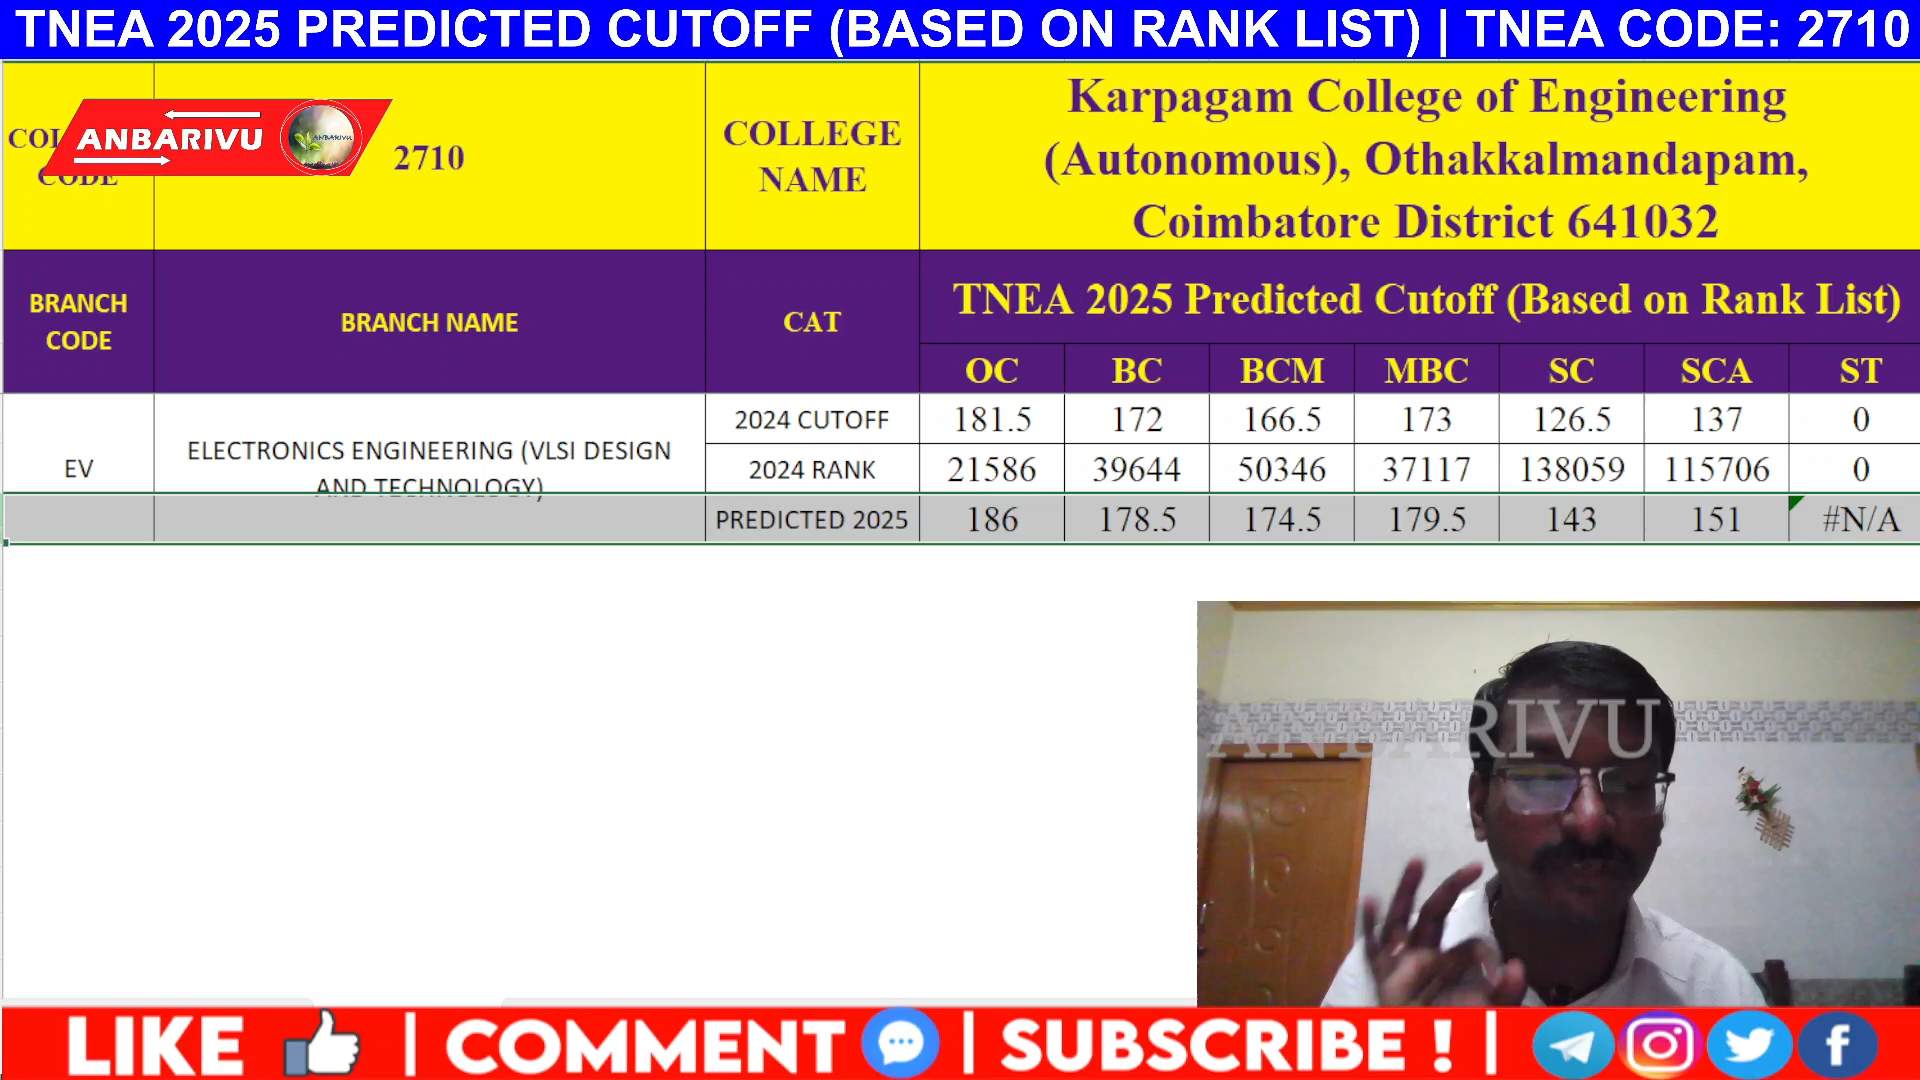 TNEA 2025 PREDICTED CUTOFF (BASED ON RANK LIST) | TNEA CODE: 2710
CODE
ANBARIVU
ANBARIVU
2710
COLLEGE
NAME
Karpagam College of Engineering
(Autonomous), Othakkalmandapam,
Coimbatore District 641032
BRANCH
CODE
BRANCH NAME
CAT
TNEA 2025 Predicted Cutoff (Based on Rank List)
OC BC BCM MBC SC SCA ST
EV
ELECTRONICS ENGINEERING (VLSI DESIGN
AND TECHNOLOGY)
2024 CUTOFF 181.5 172 166.5 173 126.5 137 0
2024 RANK 21586 39644 50346 37117 138059 115706 0
PREDICTED 2025 186 178.5 174.5 179.5 143 151 #N/A
ANBARIVU
LIKE | COMMENT | SUBSCRIBE ! |